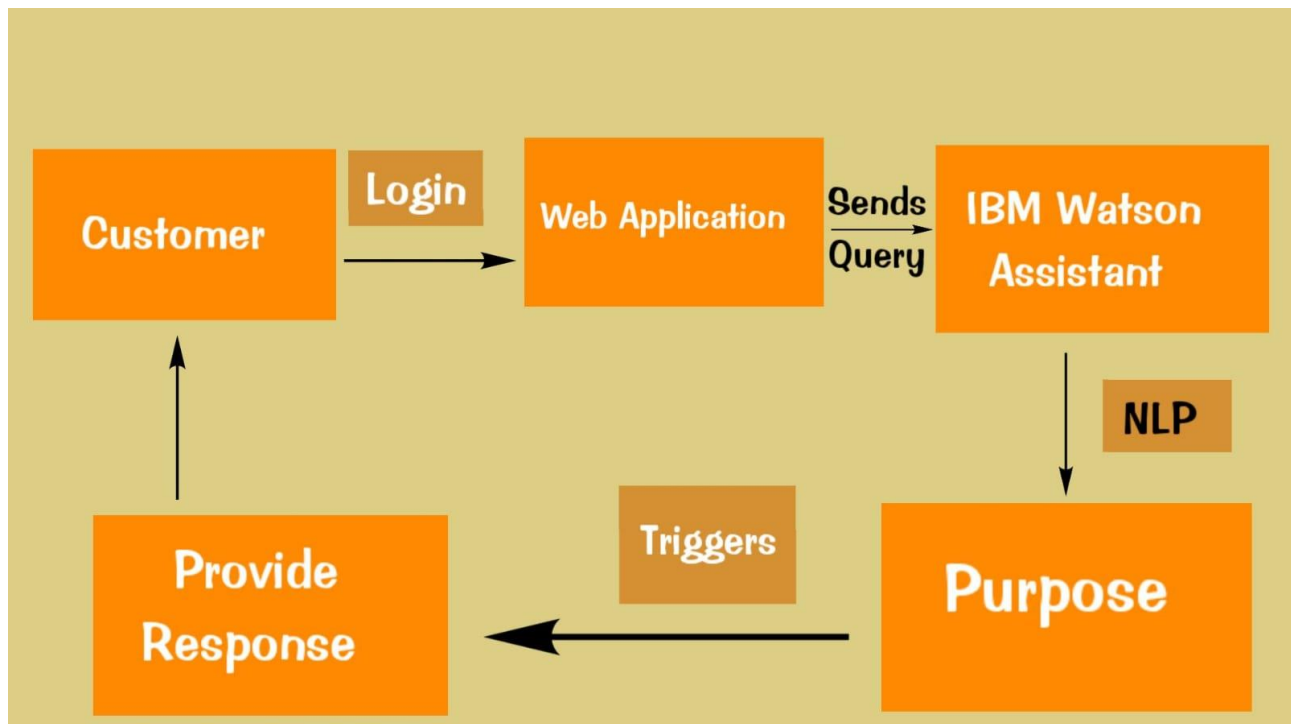 Customer
Login
Web Application
Sends
Query
IBM Watson
Assistant
NLP
Purpose
Triggers
Provide
Response